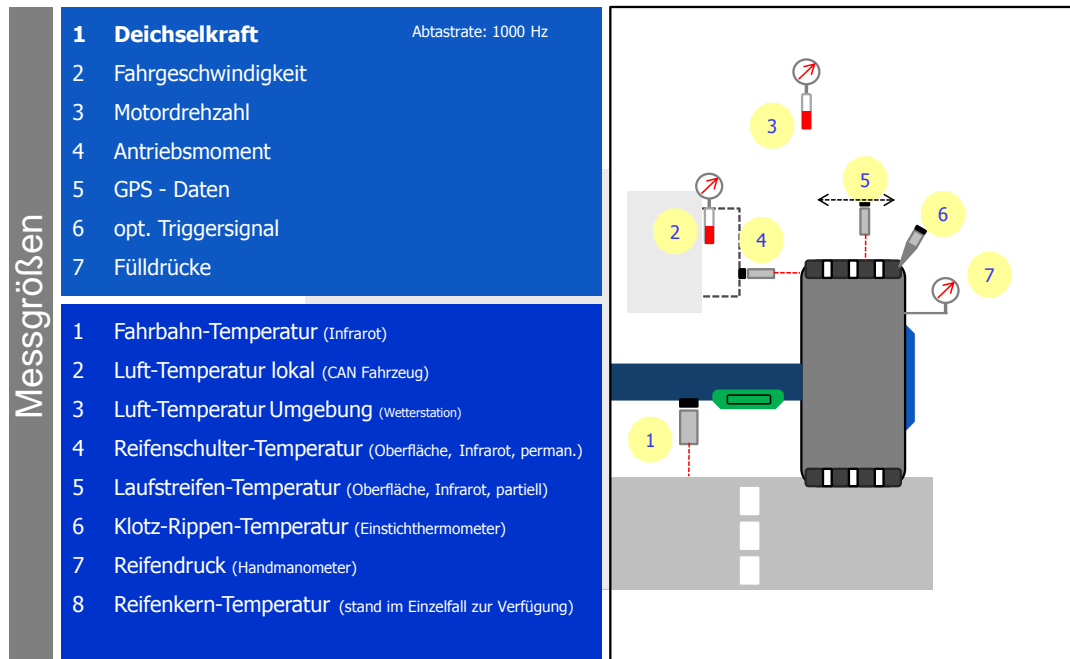 Messgrößen
1 Deichselkraft Abtastrate: 1000 Hz
2 Fahrgeschwindigkeit
3 Motordrehzahl
4 Antriebsmoment
5 GPS - Daten
6 opt. Triggersignal
7 Fülldrücke
1 Fahrbahn-Temperatur (Infrarot)
2 Luft-Temperatur lokal (CAN Fahrzeug)
3 Luft-Temperatur Umgebung (Wetterstation)
4 Reifenschulter-Temperatur (Oberfläche, Infrarot, perman.)
5 Laufstreifen-Temperatur (Oberfläche, Infrarot, partiell)
6 Klotz-Rippen-Temperatur (Einstichthermometer)
7 Reifendruck (Handmanometer)
8 Reifenkern-Temperatur (stand im Einzelfall zur Verfügung)
3
5
6
2
4
7
1